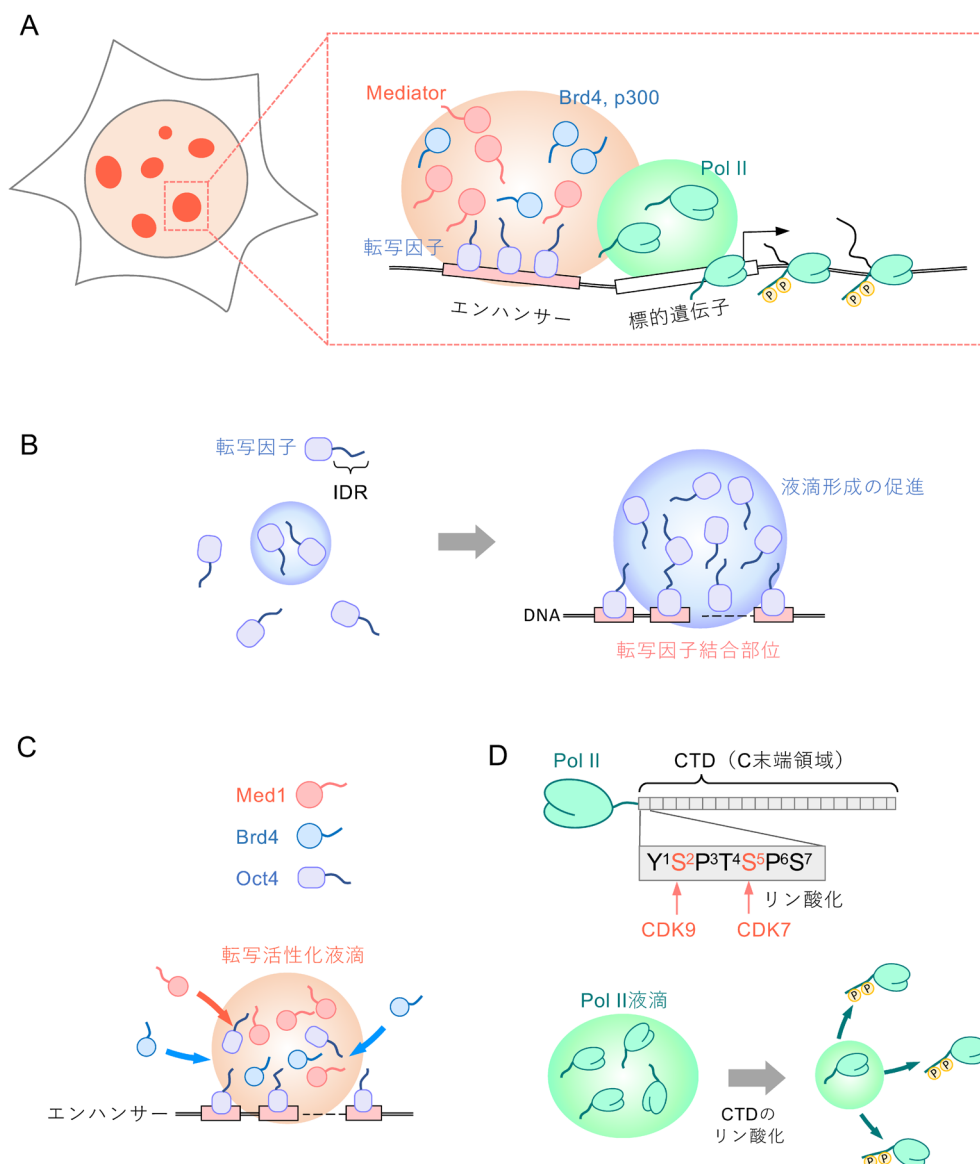 A
Mediator
Brd4, p300
Pol II
転写因子
エンハンサー
標的遺伝子
P P
P P
B
転写因子
IDR
液滴形成の促進
DNA
転写因子結合部位
C
Med1
Brd4
Oct4
転写活性化液滴
エンハンサー
D
Pol II
CTD（C末端領域）
Y1S2P3T4S5P6S7
リン酸化
CDK9
CDK7
Pol II液滴
CTDの
リン酸化
P P
P P
P P